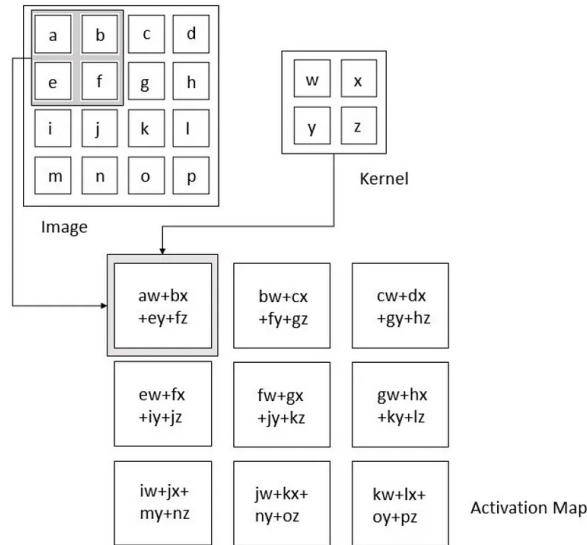 a b c d
e f g h
i j k l
m n o p
Image
w x
y z
Kernel
aw+bx
+ey+fz
bw+cx
+fy+gz
cw+dx
+gy+hz
ew+fx
+iy+jz
fw+gx
+jy+kz
gw+hx
+ky+lz
iw+jx+
my+nz
jw+kx+
ny+oz
kw+lx+
oy+pz
Activation Map